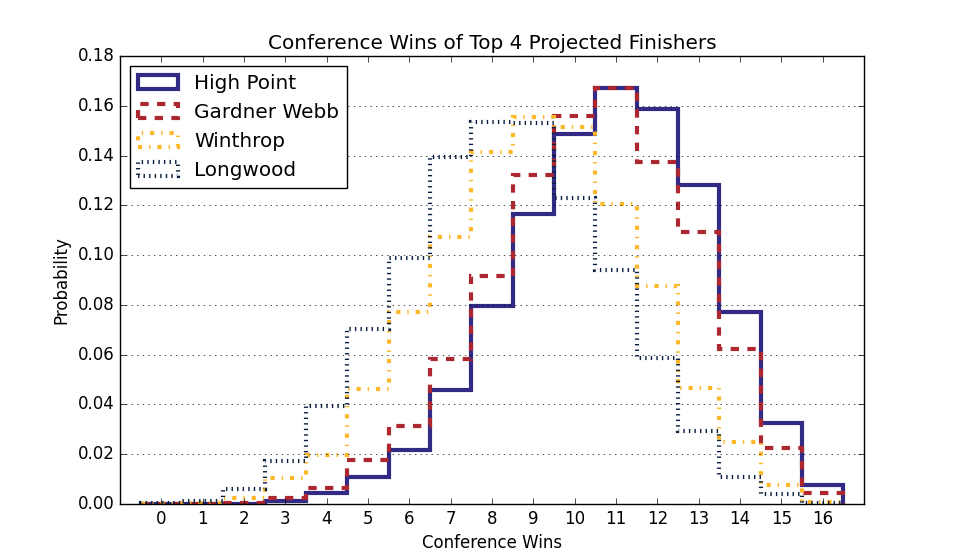 Conference Wins of Top 4 Projected Finishers
0.18
0.16
0.14
0.12
0.10
0.08
0.06
0.04
0.02
0.00
Probability
High Point
Gardner Webb
Winthrop
Longwood
0 1 2 3 4 5 6 7 8 9 10 11 12 13 14 15 16
Conference Wins